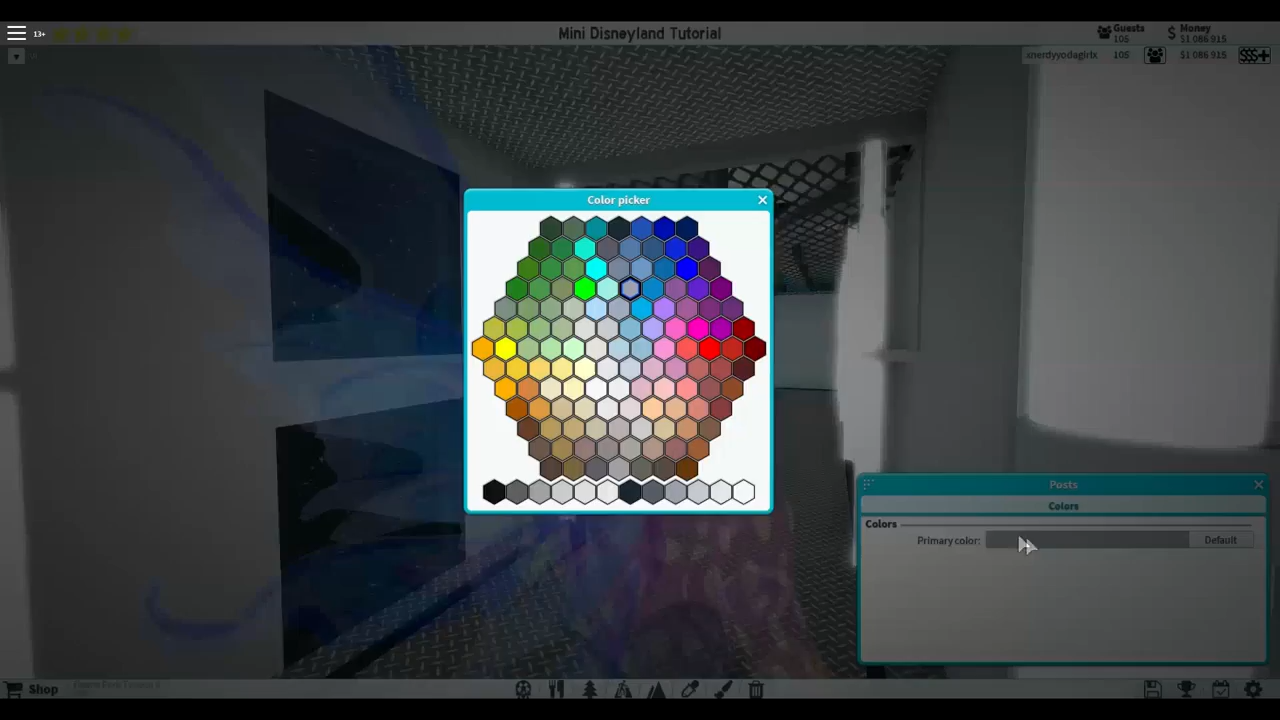 13+
Mini Disneyland Tutorial
Guests
105
$ Money
$1 086 915
xnerdyyodagirlx 105 $1 086 915 $$$+
Color picker
Posts
Colors
Colors
Primary color: Default
Shop